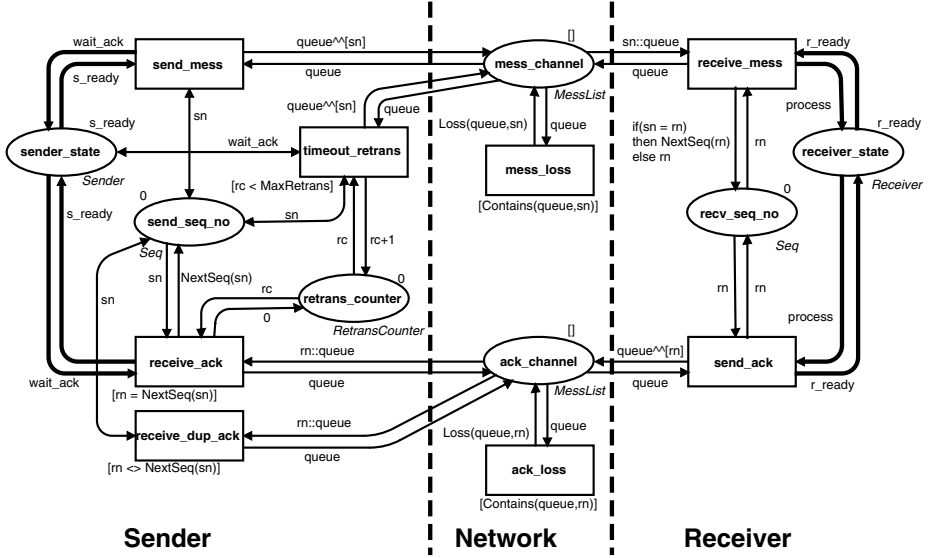 wait_ack
send_mess
queue^^[sn]
queue
[]
mess_channel
MessList
sn::queue
queue
receive_mess
r_ready
s_ready
sn
queue^^[sn]
queue
process
s_ready
sender_state
Sender
wait_ack
timeout_retrans
[rc < MaxRetrans]
Loss(queue,sn)
queue
mess_loss
[Contains(queue,sn)]
if(sn = rn)
then NextSeq(rn)
else rn
rn
r_ready
receiver_state
Receiver
s_ready
0
send_seq_no
Seq
sn
rc
rc+1
0
recv_seq_no
Seq
sn
sn
NextSeq(sn)
rc
0
0
retrans_counter
RetransCounter
rn
rn
process
wait_ack
receive_ack
[rn = NextSeq(sn)]
rn::queue
queue
[]
ack_channel
MessList
queue^^[rn]
queue
send_ack
r_ready
receive_dup_ack
[rn <> NextSeq(sn)]
rn::queue
queue
Loss(queue,rn)
queue
ack_loss
[Contains(queue,rn)]
Sender
Network
Receiver